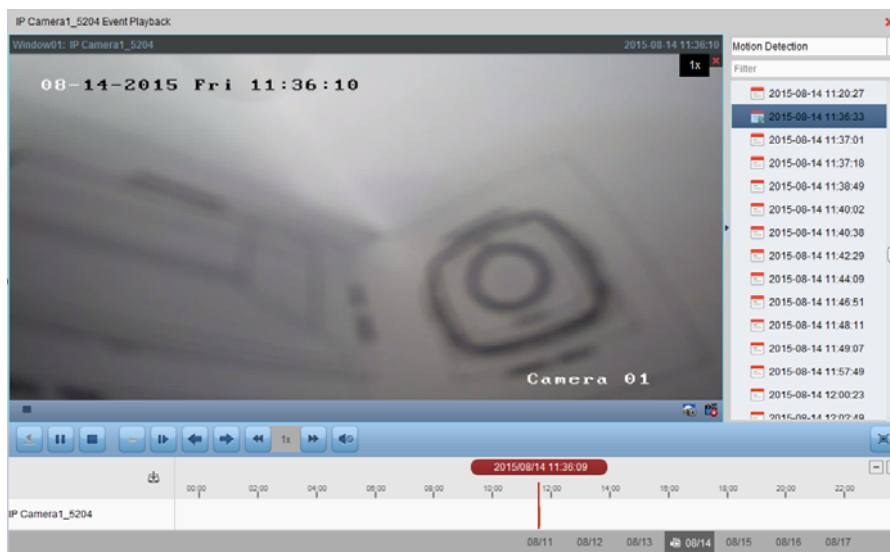 IP Camera1_5204 Event Playback
Window01: IP Camera1_5204
2015-08-14 11:36:10
1x
08-14-2015 Fri 11:36:10
Camera 01
Motion Detection
Filter
2015-08-14 11:20:27
2015-08-14 11:36:33
2015-08-14 11:37:01
2015-08-14 11:37:18
2015-08-14 11:38:49
2015-08-14 11:40:02
2015-08-14 11:40:38
2015-08-14 11:42:29
2015-08-14 11:44:09
2015-08-14 11:46:51
2015-08-14 11:48:11
2015-08-14 11:49:07
2015-08-14 11:57:49
2015-08-14 12:00:23
2015-08-14 12:02:49
1x
2015/08/14 11:36:09
00:00 02:00 04:00 06:00 08:00 10:00 12:00 14:00 16:00 18:00 20:00 22:00
IP Camera1_5204
08/11 08/12 08/13 08/14 08/15 08/16 08/17